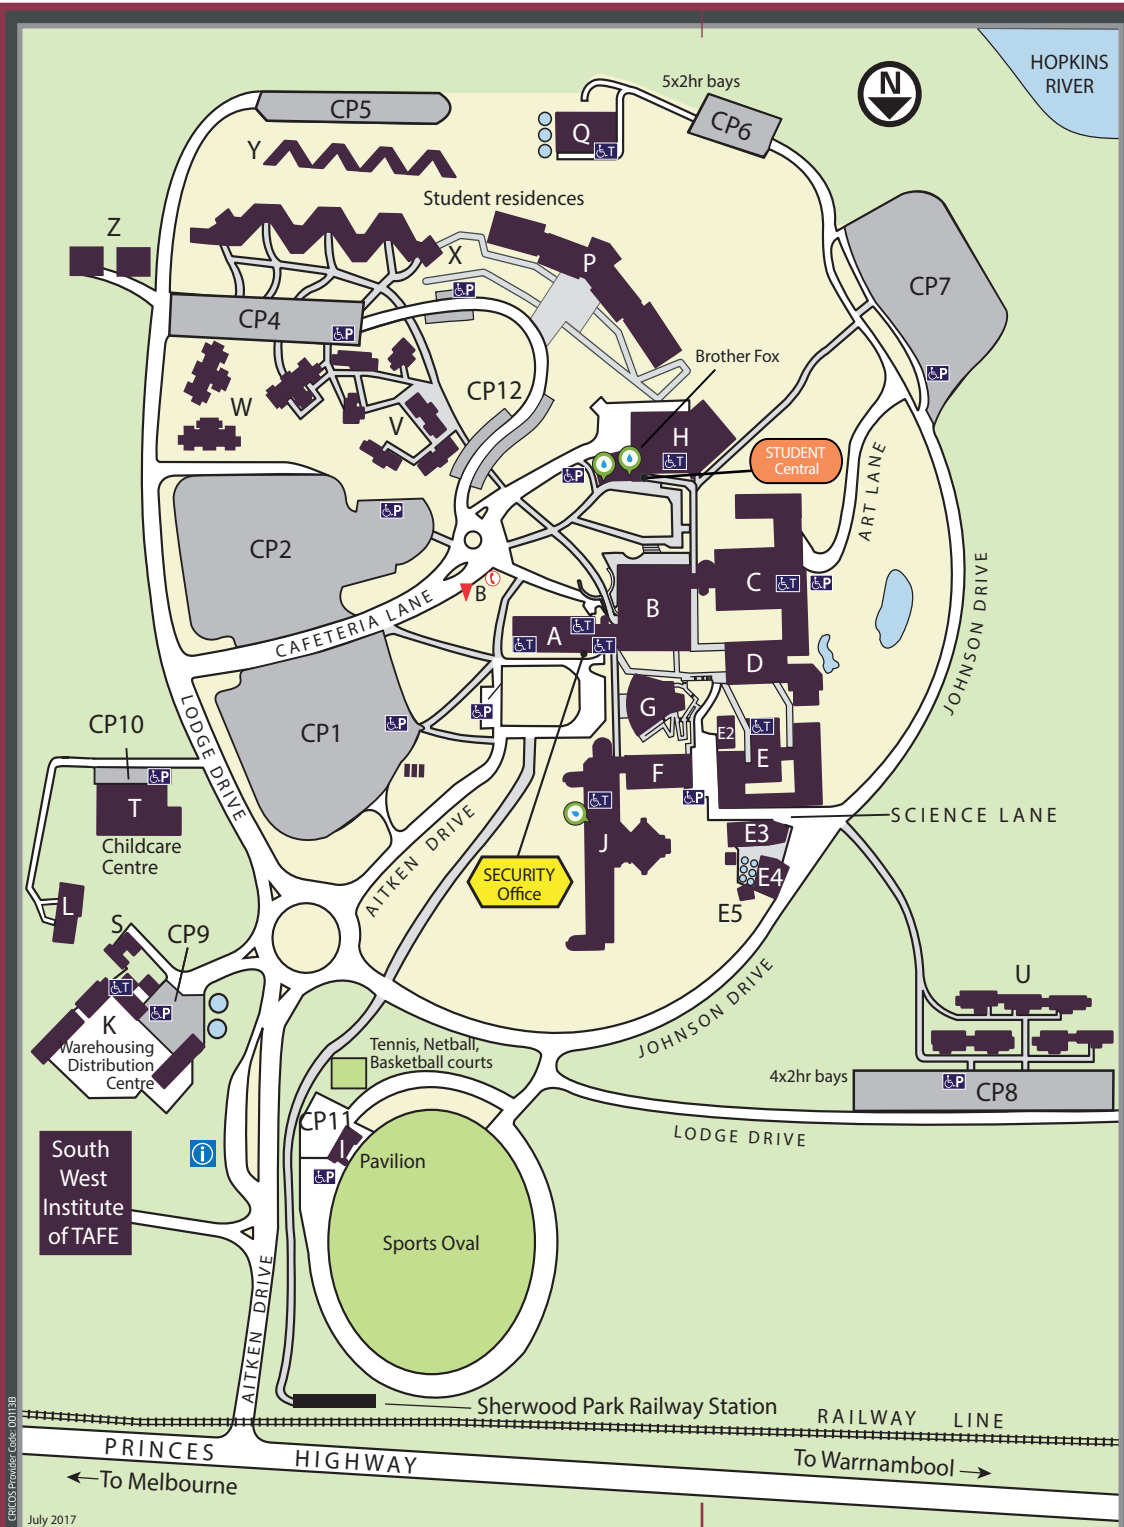 HOPKINS
RIVER
N
5x2hr bays
CP5
CP6
Q
T
Y
Student residences
Z
X
P
P
CP7
CP4
P
Brother Fox
P
CP12
W
V
H
T
STUDENT
Central
P
P
CP2
ART LANE
C
T
P
B
B
CAFETERIA LANE
A
T
T
T
D
JOHNSON DRIVE
G
P
CP10
CP1
P
E2
T
E
LODGE DRIVE
P
T
F
P
Childcare
Centre
T
SCIENCE LANE
E3
J
AITKEN DRIVE
SECURITY
Office
E4
E5
L
S
CP9
T
P
K
Warehousing
Distribution
Centre
U
JOHNSON DRIVE
Tennis, Netball,
Basketball courts
4x2hr bays
P
CP8
CP11
I
Pavilion
P
LODGE DRIVE
i
South
West
Institute
of TAFE
Sports Oval
AITKEN DRIVE
Sherwood Park Railway Station
RAILWAY LINE
PRINCES HIGHWAY
To Melbourne
To Warrnambool
CRICOS Provider Code: 00113B
July 2017